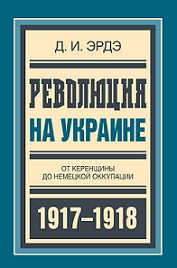 Д. И. ЭРДЭ
РЕВОЛЮЦИЯ
НА УКРАИНЕ
ОТ КЕРЕНЩИНЫ
ДО НЕМЕЦКОЙ ОККУПАЦИИ
1917–1918